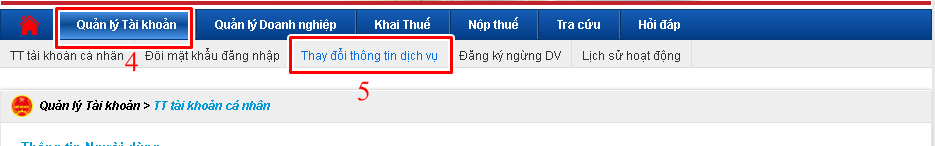 Quản lý Tài khoản Quản lý Doanh nghiệp Khai Thuế Nộp thuế Tra cứu Hỏi đáp
4
TT tài khoản cá nhân Đổi mật khẩu đăng nhập Thay đổi thông tin dịch vụ Đăng ký ngừng DV Lịch sử hoạt động
5
Quản lý Tài khoản > TT tài khoản cá nhân
Thông tin Người dùng